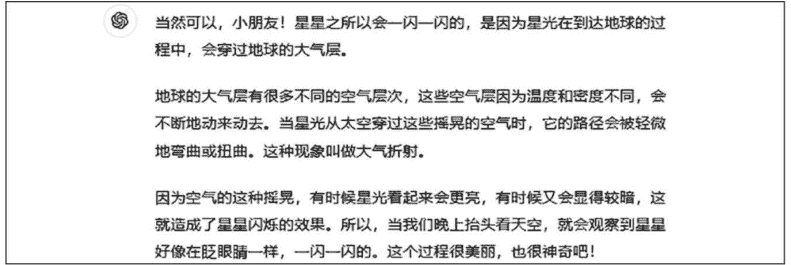 当然可以，小朋友！星星之所以会一闪一闪的，是因为星光在到达地球的过
程中，会穿过地球的大气层。
地球的大气层有很多不同的空气层次，这些空气层因为温度和密度不同，会
不断地动来动去。当星光从太空穿过这些摇晃的空气时，它的路径会被轻微
地弯曲或扭曲。这种现象叫做大气折射。
因为空气的这种摇晃，有时候星光看起来会更亮，有时候又会显得较暗，这
就造成了星星闪烁的效果。所以，当我们晚上抬头看天空，就会观察到星星
好像在眨眼睛一样，一闪一闪的。这个过程很美丽，也很神奇吧！